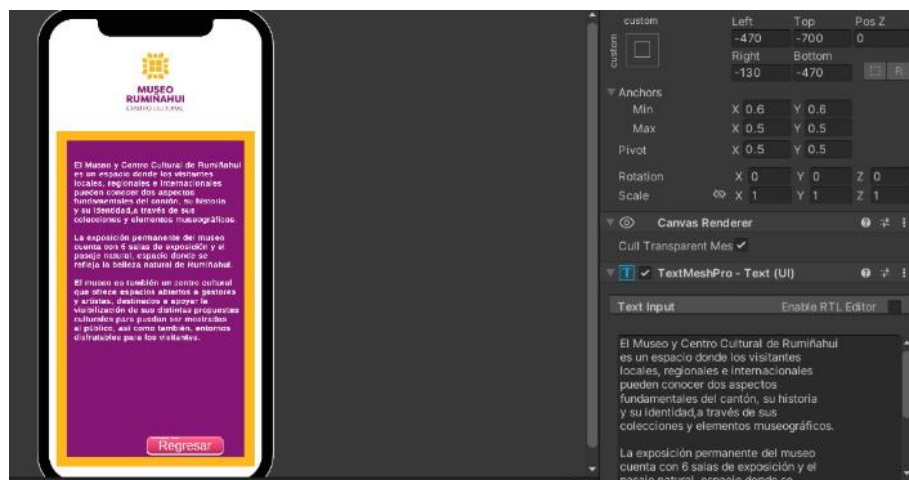 MUSEO
RUMIÑAHUI
CENTRO CULTURAL
El Museo y Centro Cultural de Rumiñahui
es un espacio donde los visitantes
locales, regionales e internacionales
pueden conocer dos aspectos
fundamentales del cantón, su historia
y su identidad,a través de sus
colecciones y elementos museográficos.
La exposición permanente del museo
cuenta con 6 salas de exposición y el
pasaje natural, espacio donde se
refleja la belleza natural de Rumiñahui.
El museo es también un centro cultural
que ofrece espacios abiertos a gestores
y artistas, destinados a apoyar la
visibilización de sus distintas propuestas
culturales para puedan ser mostrados
al público, así como también, entornos
disfrutables para los visitantes.
Regresar
custom
custom
Left Top Pos Z
-470 -700 0
Right Bottom
-130 -470
R
Anchors
Min X 0.6 Y 0.6
Max X 0.5 Y 0.5
Pivot X 0.5 Y 0.5
Rotation X 0 Y 0 Z 0
Scale X 1 Y 1 Z 1
Canvas Renderer
Cull Transparent Mes
T TextMeshPro - Text (UI)
Text Input Enable RTL Editor
El Museo y Centro Cultural de Rumiñahui
es un espacio donde los visitantes
locales, regionales e internacionales
pueden conocer dos aspectos
fundamentales del cantón, su historia
y su identidad,a través de sus
colecciones y elementos museográficos.
La exposición permanente del museo
cuenta con 6 salas de exposición y el
pasaje natural, espacio donde se